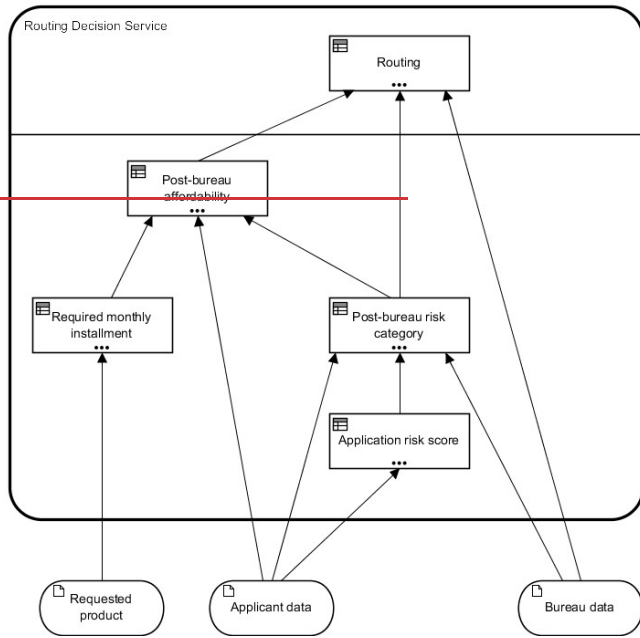 Routing Decision Service
Routing
Post-bureau
affordability
Required monthly
installment
Post-bureau risk
category
Application risk score
Requested
product
Applicant data
Bureau data